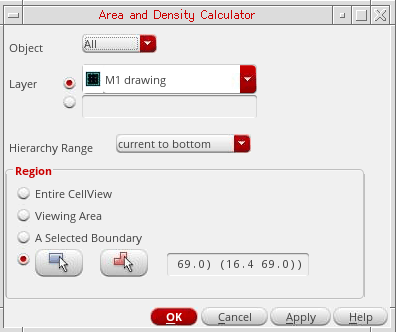 Area and Density Calculator
Object All
Layer M1 drawing
Hierarchy Range current to bottom
Region
Entire CellView
Viewing Area
A Selected Boundary
69.0) (16.4 69.0))
OK Cancel Apply Help